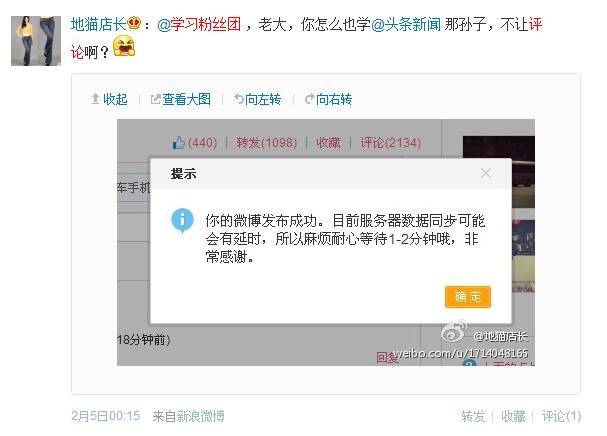 地猫店长：@学习粉丝团，老大，你怎么也学@头条新闻 那孙子，不让评
论啊？
收起 查看大图 向左转 向右转
(440) 转发(1098) 收藏 评论(2134)
提示
车手机
你的微博发布成功。目前服务器数据同步可能
会有延时，所以麻烦耐心等待1-2分钟哦，非
常感谢。
确定
18分钟前)
@地猫店长
回复
weibo.com/u/1714048165
2月5日00:15 来自新浪微博 转发 收藏 评论(1)